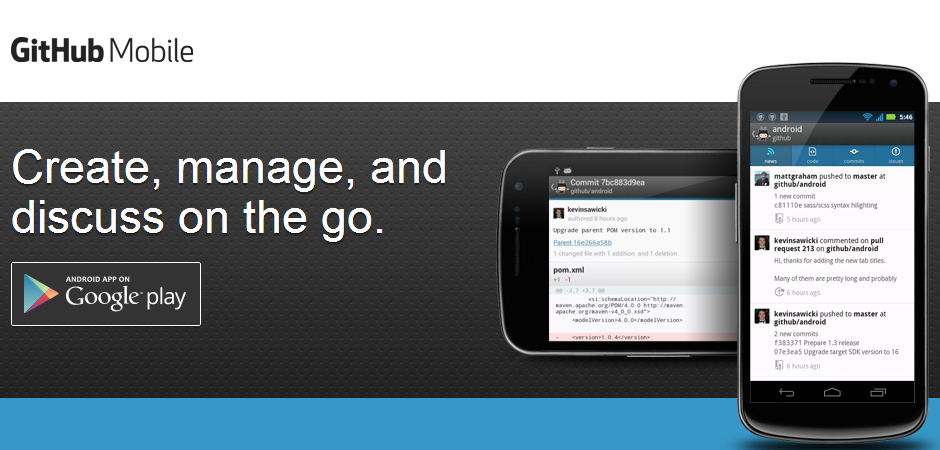 GitHub Mobile
Create, manage, and
discuss on the go.
ANDROID APP ON
Google play
Commit 7bc883d9ea
github/android
kevinsawicki
authored 8 hours ago
Upgrade parent POM version to 1.1
Parent 16e266a58b
1 changed file with 1 addition and 1 deletion
pom.xml
+1 -1
@@ -3,7 +3,7 @@
xsi:schemaLocation="http://
maven.apache.org/POM/4.0.0 http://maven.
apache.org/maven-v4_0_0.xsd">
<modelVersion>4.0.0</modelVersion>
- <version>1.0.4</version>
5:46
android
github
news
code
commits
issues
mattgraham pushed to master at
github/android
1 new commit
c81110e sass/scss syntax hilighting
5 hours ago
kevinsawicki commented on pull
request 213 on github/android
Hi, thanks for adding the new tab titles.
Many of them are pretty long and probably
6 hours ago
kevinsawicki pushed to master at
github/android
2 new commits
f383371 Prepare 1.3 release
07e3ea5 Upgrade target SDK version to 16
6 hours ago